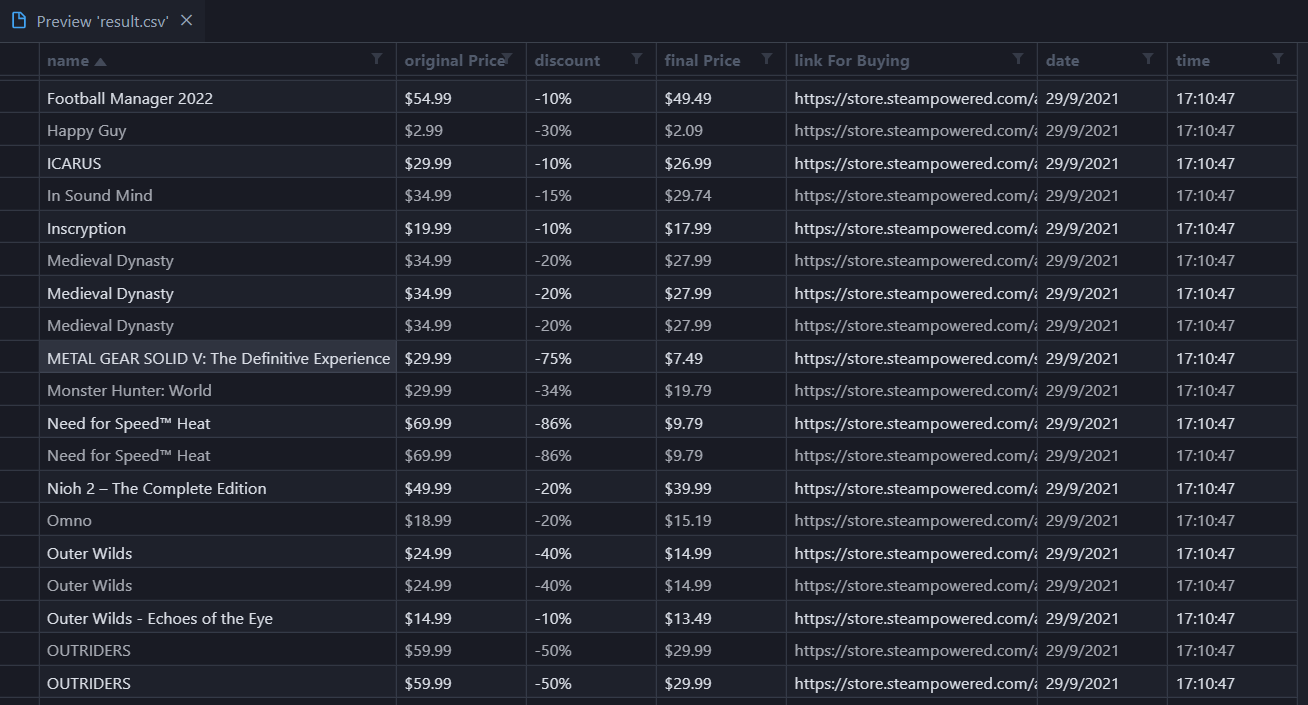 Preview 'result.csv'
name original Price discount final Price link For Buying date time
Football Manager 2022 $54.99 -10% $49.49 https://store.steampowered.com/a 29/9/2021 17:10:47
Happy Guy $2.99 -30% $2.09 https://store.steampowered.com/a 29/9/2021 17:10:47
ICARUS $29.99 -10% $26.99 https://store.steampowered.com/a 29/9/2021 17:10:47
In Sound Mind $34.99 -15% $29.74 https://store.steampowered.com/a 29/9/2021 17:10:47
Inscryption $19.99 -10% $17.99 https://store.steampowered.com/a 29/9/2021 17:10:47
Medieval Dynasty $34.99 -20% $27.99 https://store.steampowered.com/a 29/9/2021 17:10:47
Medieval Dynasty $34.99 -20% $27.99 https://store.steampowered.com/a 29/9/2021 17:10:47
Medieval Dynasty $34.99 -20% $27.99 https://store.steampowered.com/a 29/9/2021 17:10:47
METAL GEAR SOLID V: The Definitive Experience $29.99 -75% $7.49 https://store.steampowered.com/s 29/9/2021 17:10:47
Monster Hunter: World $29.99 -34% $19.79 https://store.steampowered.com/a 29/9/2021 17:10:47
Need for Speed™ Heat $69.99 -86% $9.79 https://store.steampowered.com/a 29/9/2021 17:10:47
Need for Speed™ Heat $69.99 -86% $9.79 https://store.steampowered.com/a 29/9/2021 17:10:47
Nioh 2 – The Complete Edition $49.99 -20% $39.99 https://store.steampowered.com/a 29/9/2021 17:10:47
Omno $18.99 -20% $15.19 https://store.steampowered.com/a 29/9/2021 17:10:47
Outer Wilds $24.99 -40% $14.99 https://store.steampowered.com/a 29/9/2021 17:10:47
Outer Wilds $24.99 -40% $14.99 https://store.steampowered.com/a 29/9/2021 17:10:47
Outer Wilds - Echoes of the Eye $14.99 -10% $13.49 https://store.steampowered.com/a 29/9/2021 17:10:47
OUTRIDERS $59.99 -50% $29.99 https://store.steampowered.com/a 29/9/2021 17:10:47
OUTRIDERS $59.99 -50% $29.99 https://store.steampowered.com/a 29/9/2021 17:10:47